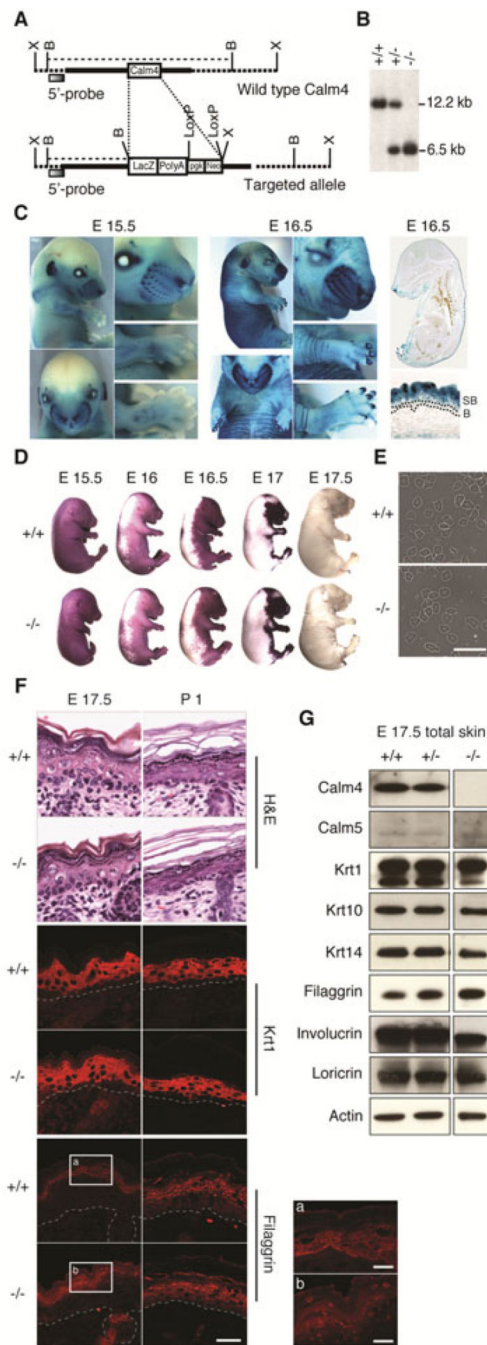 A
X B B X
Calm4
5'-probe
Wild type Calm4
B LoxP LoxP X B X
LacZ PolyA pgk Neo
5'-probe
Targeted allele
B
+/+ +/- -/-
12.2 kb
6.5 kb
C
E 15.5 E 16.5 E 16.5
SB
B
D
E 15.5 E 16 E 16.5 E 17 E 17.5
+/+
-/-
E
+/+
-/-
F
E 17.5 P 1
+/+
-/-
H&E
+/+
-/-
Krt1
+/+
a
-/-
b
Filaggrin
G
E 17.5 total skin
+/+ +/- -/-
Calm4
Calm5
Krt1
Krt10
Krt14
Filaggrin
Involucrin
Loricrin
Actin
a
b